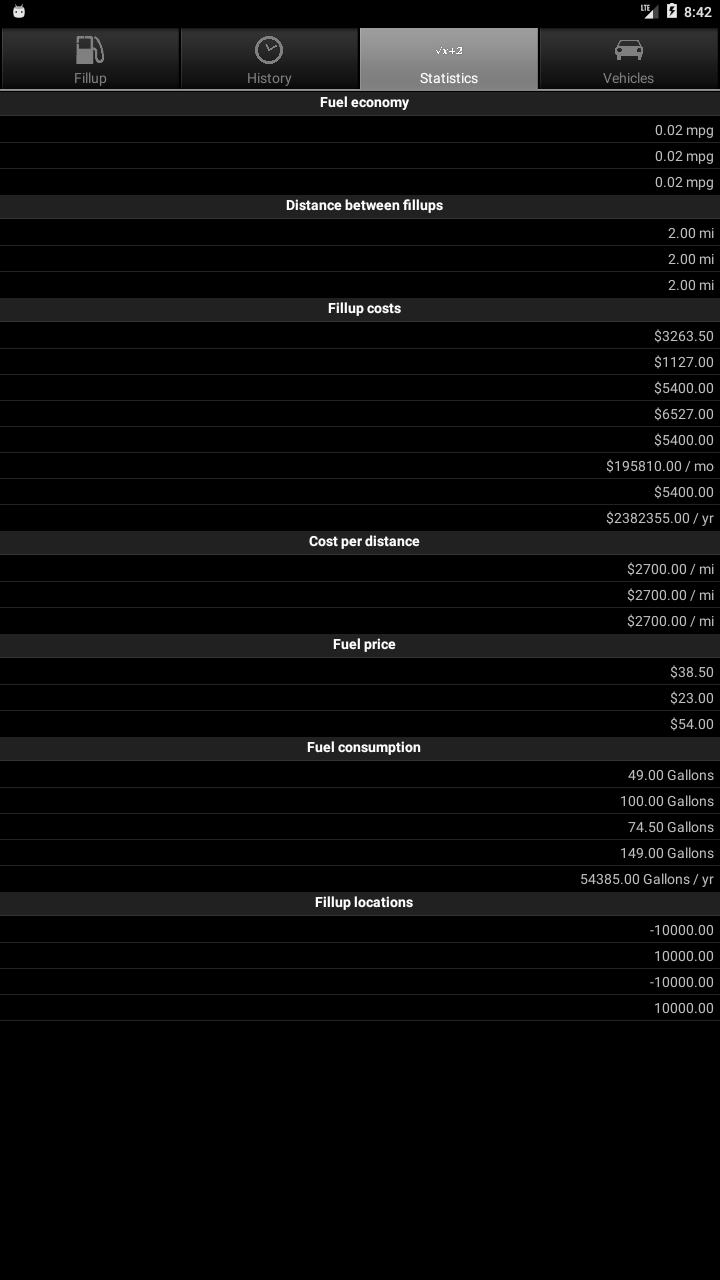 LTE 8:42
Fillup History √x+2 Statistics Vehicles
Fuel economy
0.02 mpg
0.02 mpg
0.02 mpg
Distance between fillups
2.00 mi
2.00 mi
2.00 mi
Fillup costs
$3263.50
$1127.00
$5400.00
$6527.00
$5400.00
$195810.00 / mo
$5400.00
$2382355.00 / yr
Cost per distance
$2700.00 / mi
$2700.00 / mi
$2700.00 / mi
Fuel price
$38.50
$23.00
$54.00
Fuel consumption
49.00 Gallons
100.00 Gallons
74.50 Gallons
149.00 Gallons
54385.00 Gallons / yr
Fillup locations
-10000.00
10000.00
-10000.00
10000.00